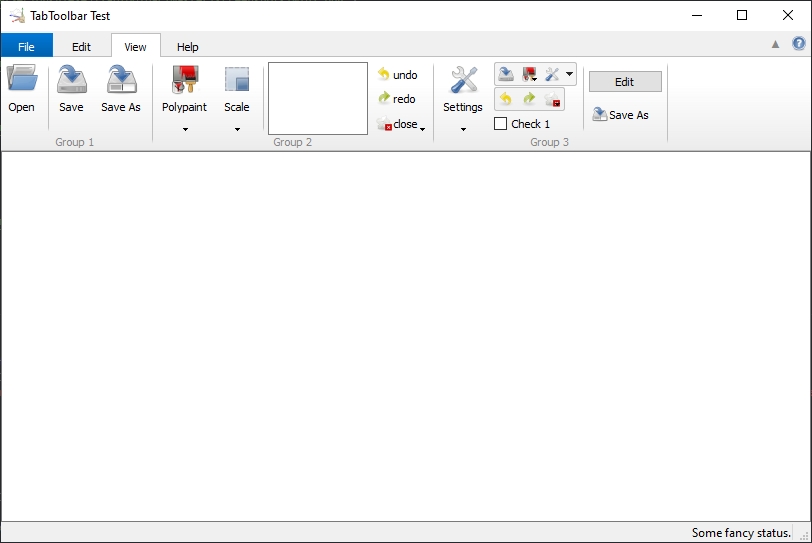 TabToolbar Test
File Edit View Help
Open Save Save As Polypaint Scale undo redo close Settings Check 1 Edit Save As
Group 1 Group 2 Group 3
Some fancy status.